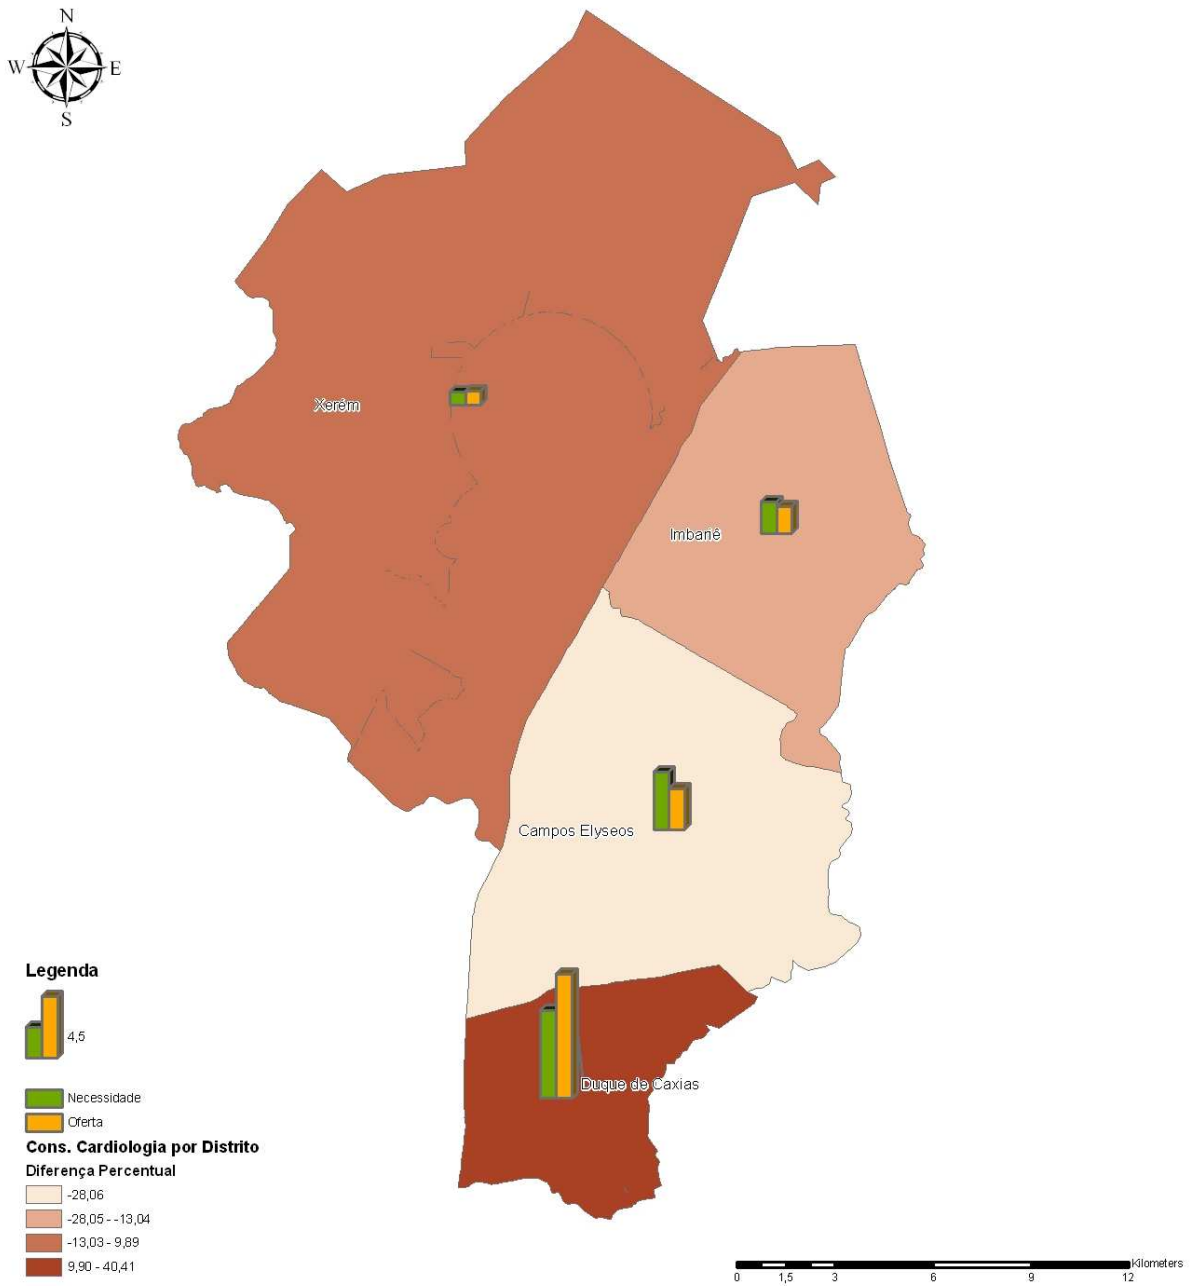 N
W E
S
Xerém
Imbariê
Campos Elyseos
Duque de Caxias
Legenda
4,5
Necessidade
Oferta
Cons. Cardiologia por Distrito
Diferença Percentual
-28,06
-28,05 - -13,04
-13,03 - 9,89
9,90 - 40,41
Kilometers
0 1,5 3 6 9 12